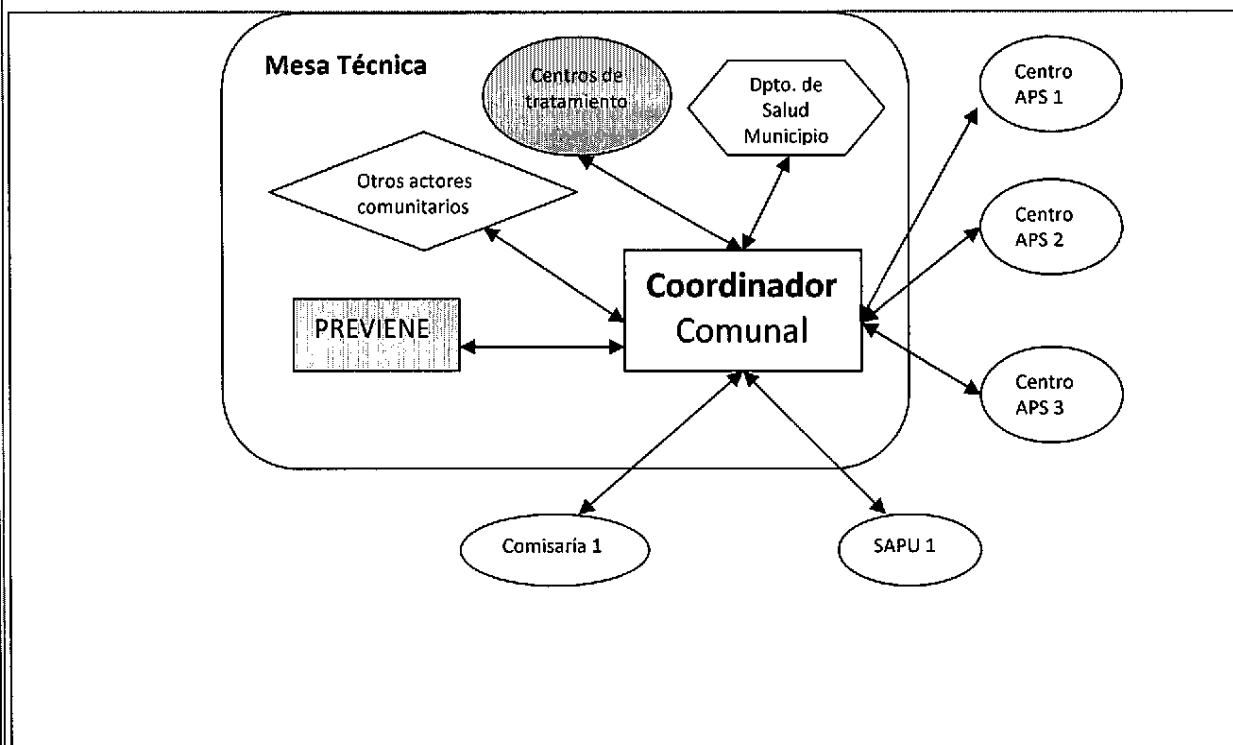 Mesa Técnica
Centros de
tratamiento
Dpto. de
Salud
Municipio
Centro
APS 1
Otros actores
comunitarios
Centro
APS 2
Coordinador
Comunal
PREVIENE
Centro
APS 3
Comisaría 1
SAPU 1